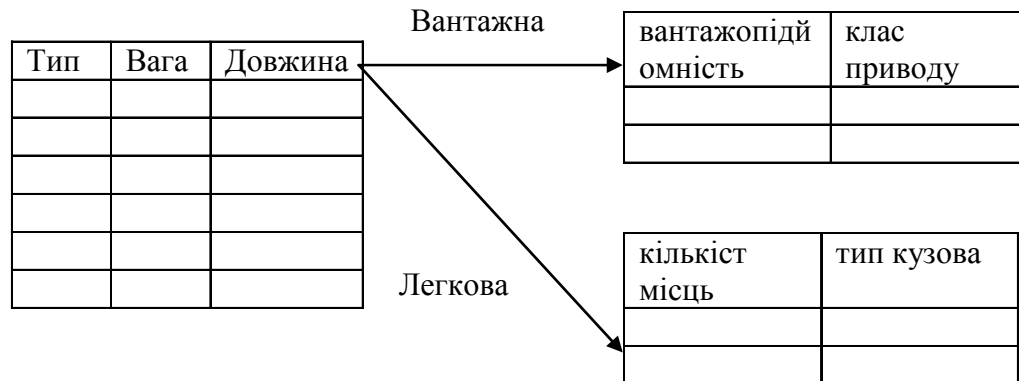 Вантажна
Тип Вага Довжина
вантажопідй
омність
клас
приводу
Легкова
кількіст
місць
тип кузова